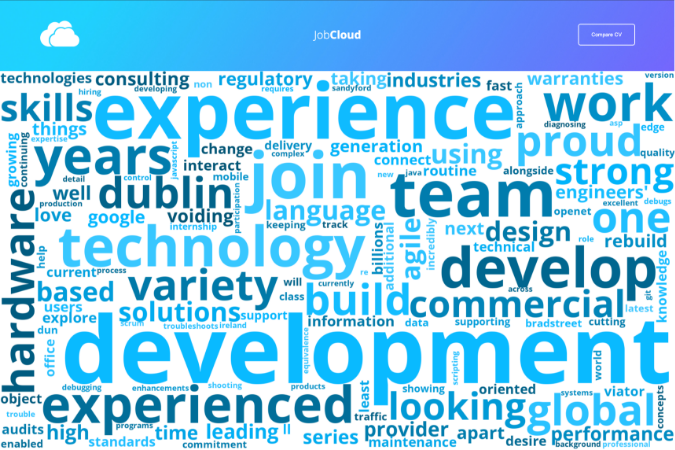 JobCloud
Compare CV
technologies consulting non regulatory taking industries fast warranties version
hiring developing requires sandyford approach
skills experience work
things expertise diagnosing asp edge
growing continuing years javascript change delivery complex generation using proud quality
interact connect
detail control mobile new java routine alongside strong
well dublin join team engineers'
production participation excellent debugs
love google voiding language openet one
internship keeping track next design
hardware help technology billions additional agile incredibly technical role rebuild
current process re develop knowledge
based variety will currently across
users class build commercial git latest
explore solutions support
scrum information data supporting bradstreet cutting
dun troubleshoots ireland
office development equivalence scripting world
debugging enhancements shooting products showing oriented systems viator
object experienced least looking global concepts
trouble traffic
audits high programs time leading ll series provider apart desire performance
enabled standards commitment maintenance background professional